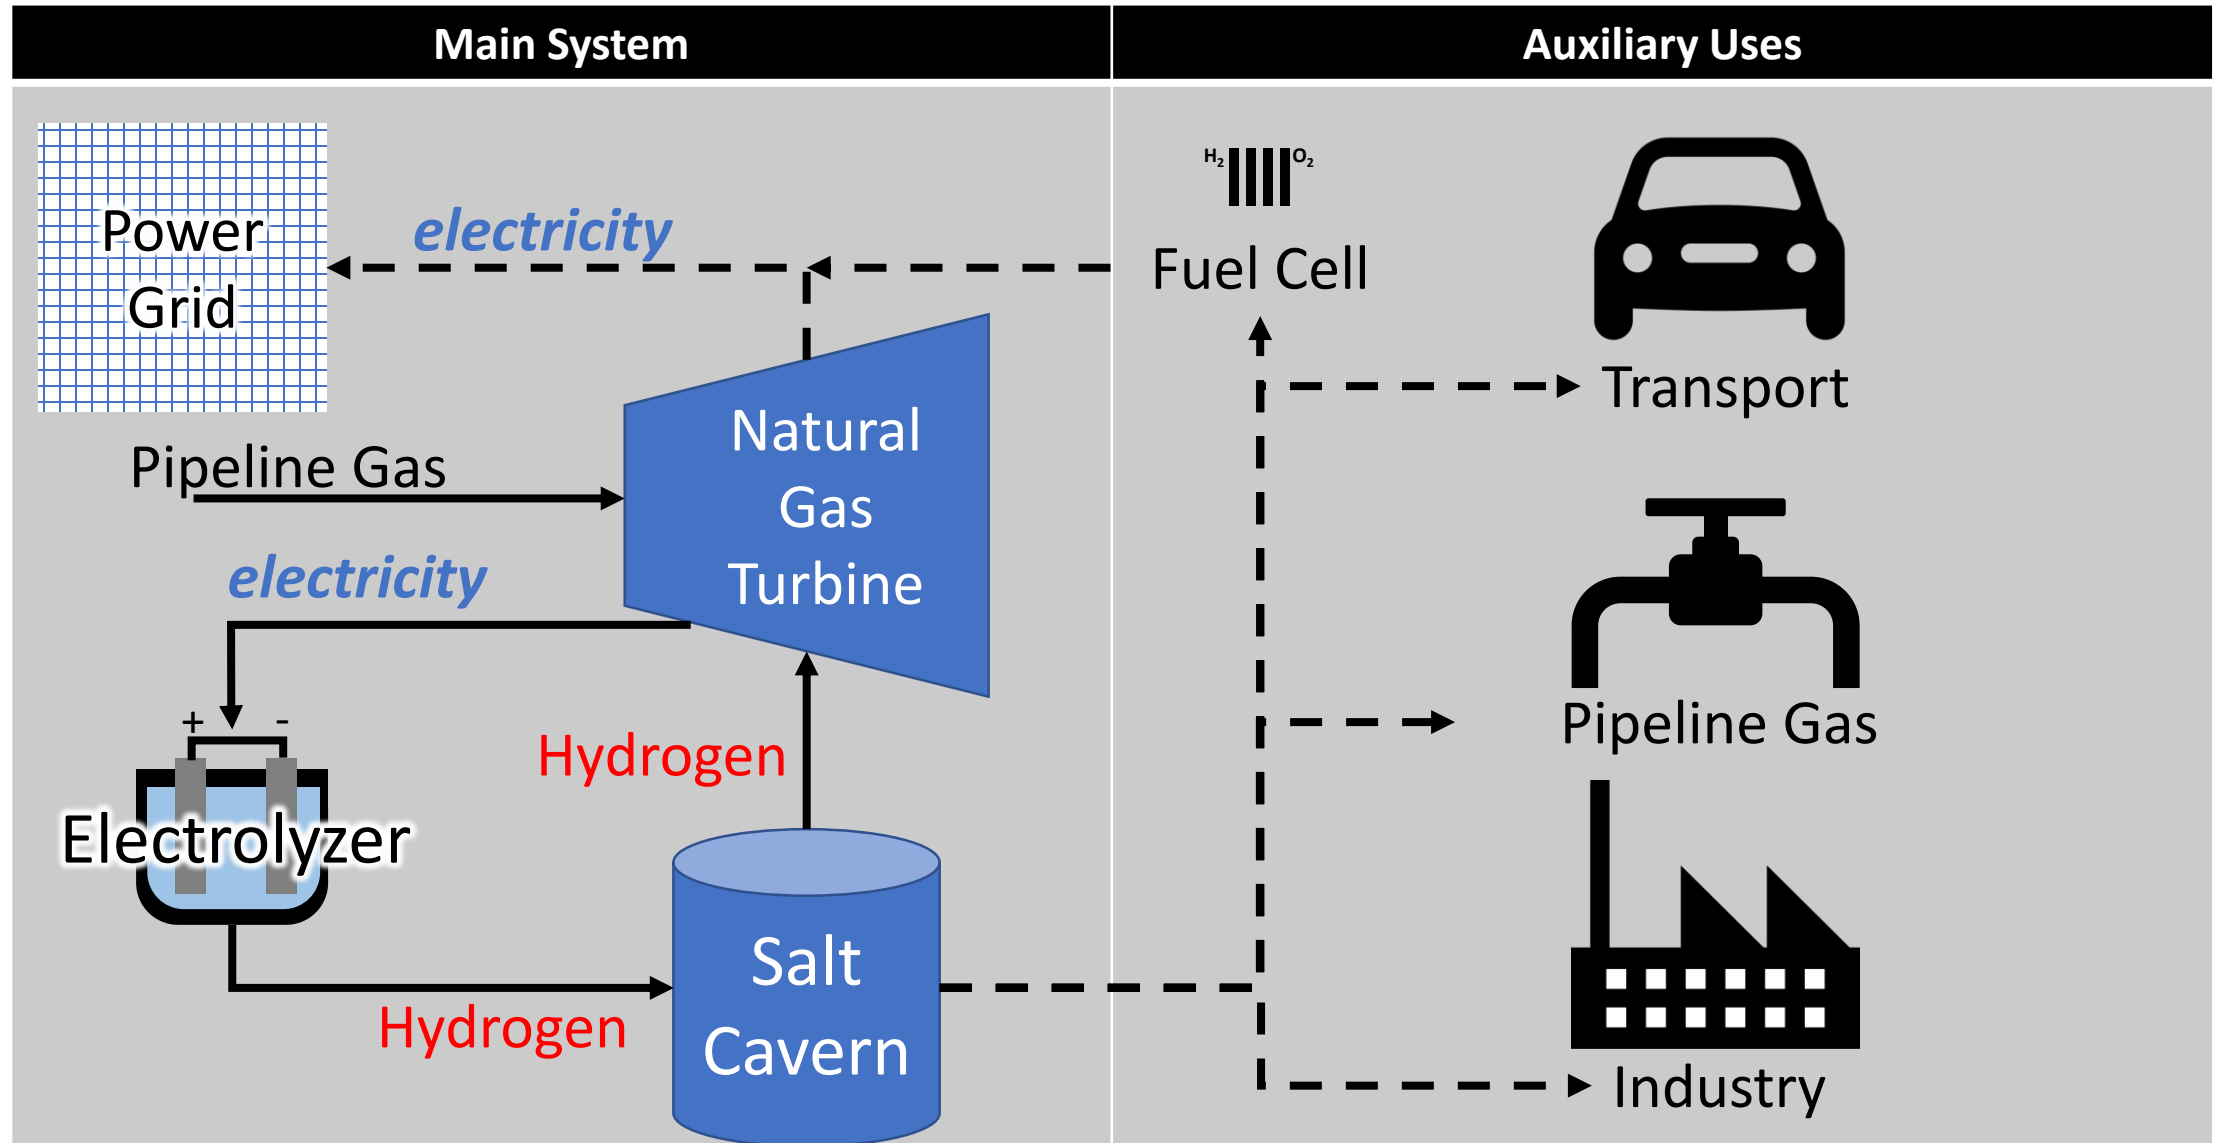 Main System
Auxiliary Uses
Power
Grid
electricity
H₂
O₂
Fuel Cell
Transport
Pipeline Gas
Natural
Gas
Turbine
electricity
+ -
Hydrogen
Electrolyzer
Salt
Cavern
Hydrogen
Pipeline Gas
Industry